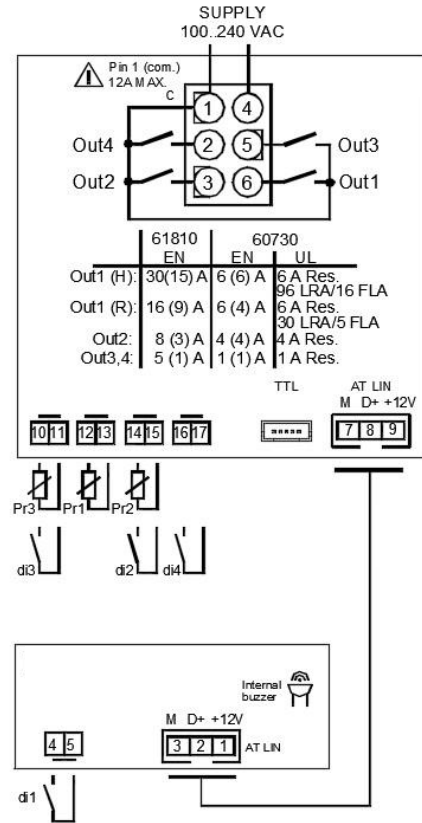 SUPPLY
100..240 VAC
Pin 1 (com.)
12A MAX.
C
1 4
Out4 2 5 Out3
Out2 3 6 Out1
61810 60730
EN EN UL
Out1 (H): 30(15) A 6 (6) A 6 A Res.
96 LRA/16 FLA
Out1 (R): 16 (9) A 6 (4) A 6 A Res.
30 LRA/5 FLA
Out2: 8 (3) A 4 (4) A 4 A Res.
Out3,4: 5 (1) A 1 (1) A 1 A Res.
TTL AT LIN
M D+ +12V
10 11 12 13 14 15 16 17 7 8 9
Pr3 Pr1 Pr2
di3 di2 di4
Internal
buzzer
M D+ +12V
4 5 3 2 1 AT LIN
di1